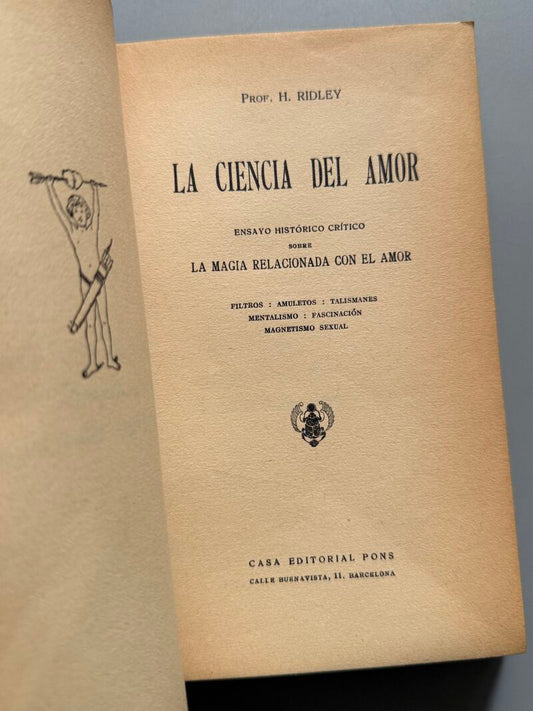 Prof. H. RIDLEY
LA CIENCIA DEL AMOR
ENSAYO HISTÓRICO CRÍTICO
SOBRE
LA MAGIA RELACIONADA CON EL AMOR
FILTROS : AMULETOS : TALISMANES
MENTALISMO : FASCINACIÓN
MAGNETISMO SEXUAL
CASA EDITORIAL PONS
CALLE BUENAVISTA, 11. BARCELONA